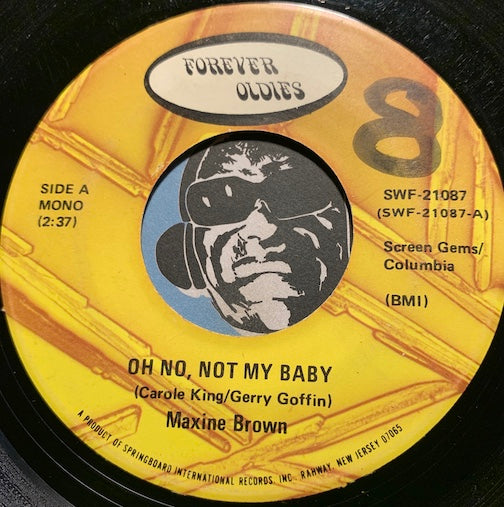 FOREVER
OLDIES
8
SIDE A
MONO
(2:37)
SWF-21087
(SWF-21087-A)
Screen Gems/
Columbia
(BMI)
OH NO, NOT MY BABY
(Carole King/Gerry Goffin)
Maxine Brown
A PRODUCT OF SPRINGBOARD INTERNATIONAL RECORDS, INC. RAHWAY, NEW JERSEY 07065